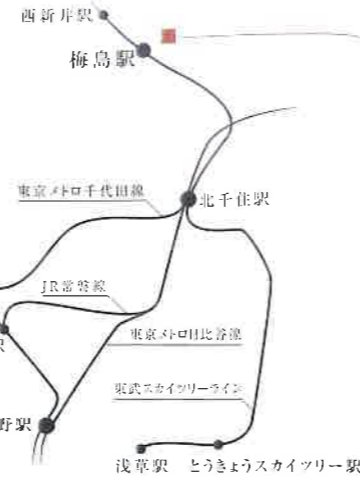 西新井駅
梅島駅
北千住駅
東京メトロ千代田線
JR常磐線
東京メトロ日比谷線
駅
東武スカイツリーライン
野駅
浅草駅
とうきょうスカイツリー駅